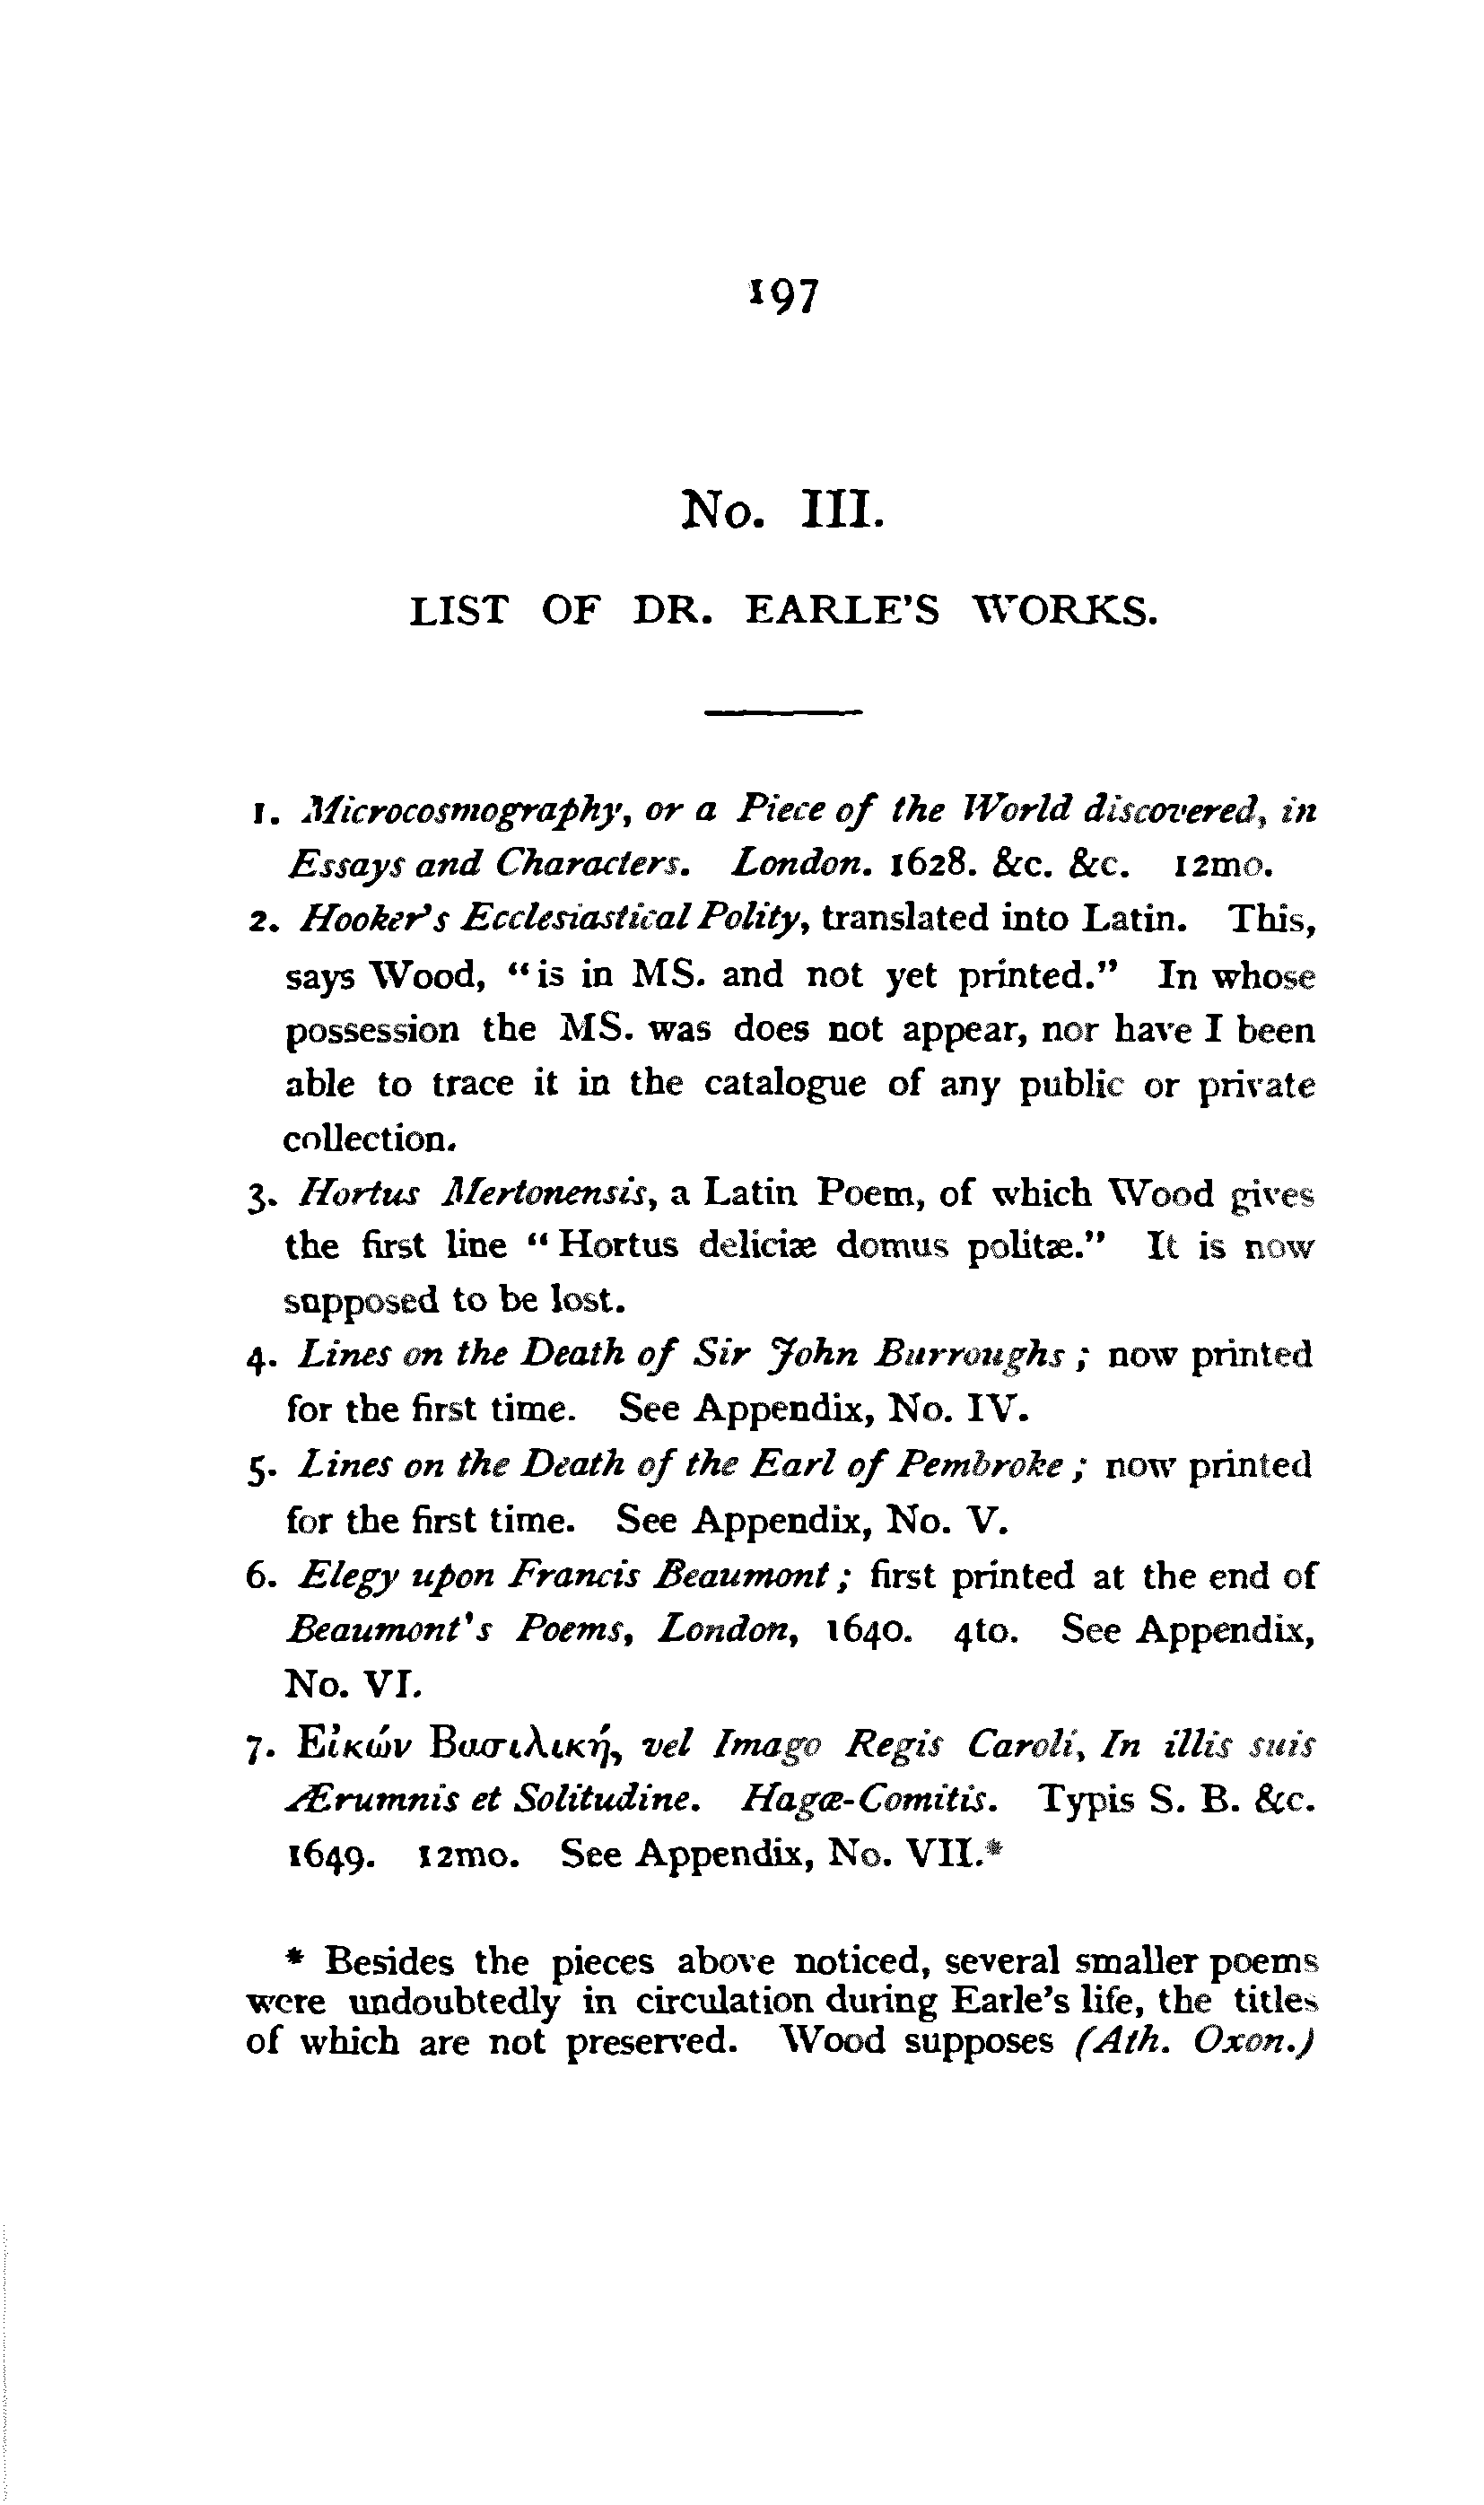 197
No. III.
LIST OF DR. EARLE'S WORKS.
1. Microcosmography, or a Piece of the World discovered, in
Essays and Characters. London. 1628. &c. &c. 12mo.
2. Hooker's Ecclesiastical Polity, translated into Latin. This,
says Wood, "is in MS. and not yet printed." In whose
possession the MS. was does not appear, nor have I been
able to trace it in the catalogue of any public or private
collection.
3. Hortus Mertonensis, a Latin Poem, of which Wood gives
the first line "Hortus deliciæ domus politæ." It is now
supposed to be lost.
4. Lines on the Death of Sir John Burroughs; now printed
for the first time. See Appendix, No. IV.
5. Lines on the Death of the Earl of Pembroke; now printed
for the first time. See Appendix, No. V.
6. Elegy upon Francis Beaumont; first printed at the end of
Beaumont's Poems, London, 1640. 4to. See Appendix,
No. VI.
7. Εἰκών Βασιλική, vel Imago Regis Caroli, In illis suis
Ærumnis et Solitudine. Hagæ-Comitis. Typis S. B. &c.
1649. 12mo. See Appendix, No. VII.*
* Besides the pieces above noticed, several smaller poems
were undoubtedly in circulation during Earle's life, the titles
of which are not preserved. Wood supposes (Ath. Oxon.)